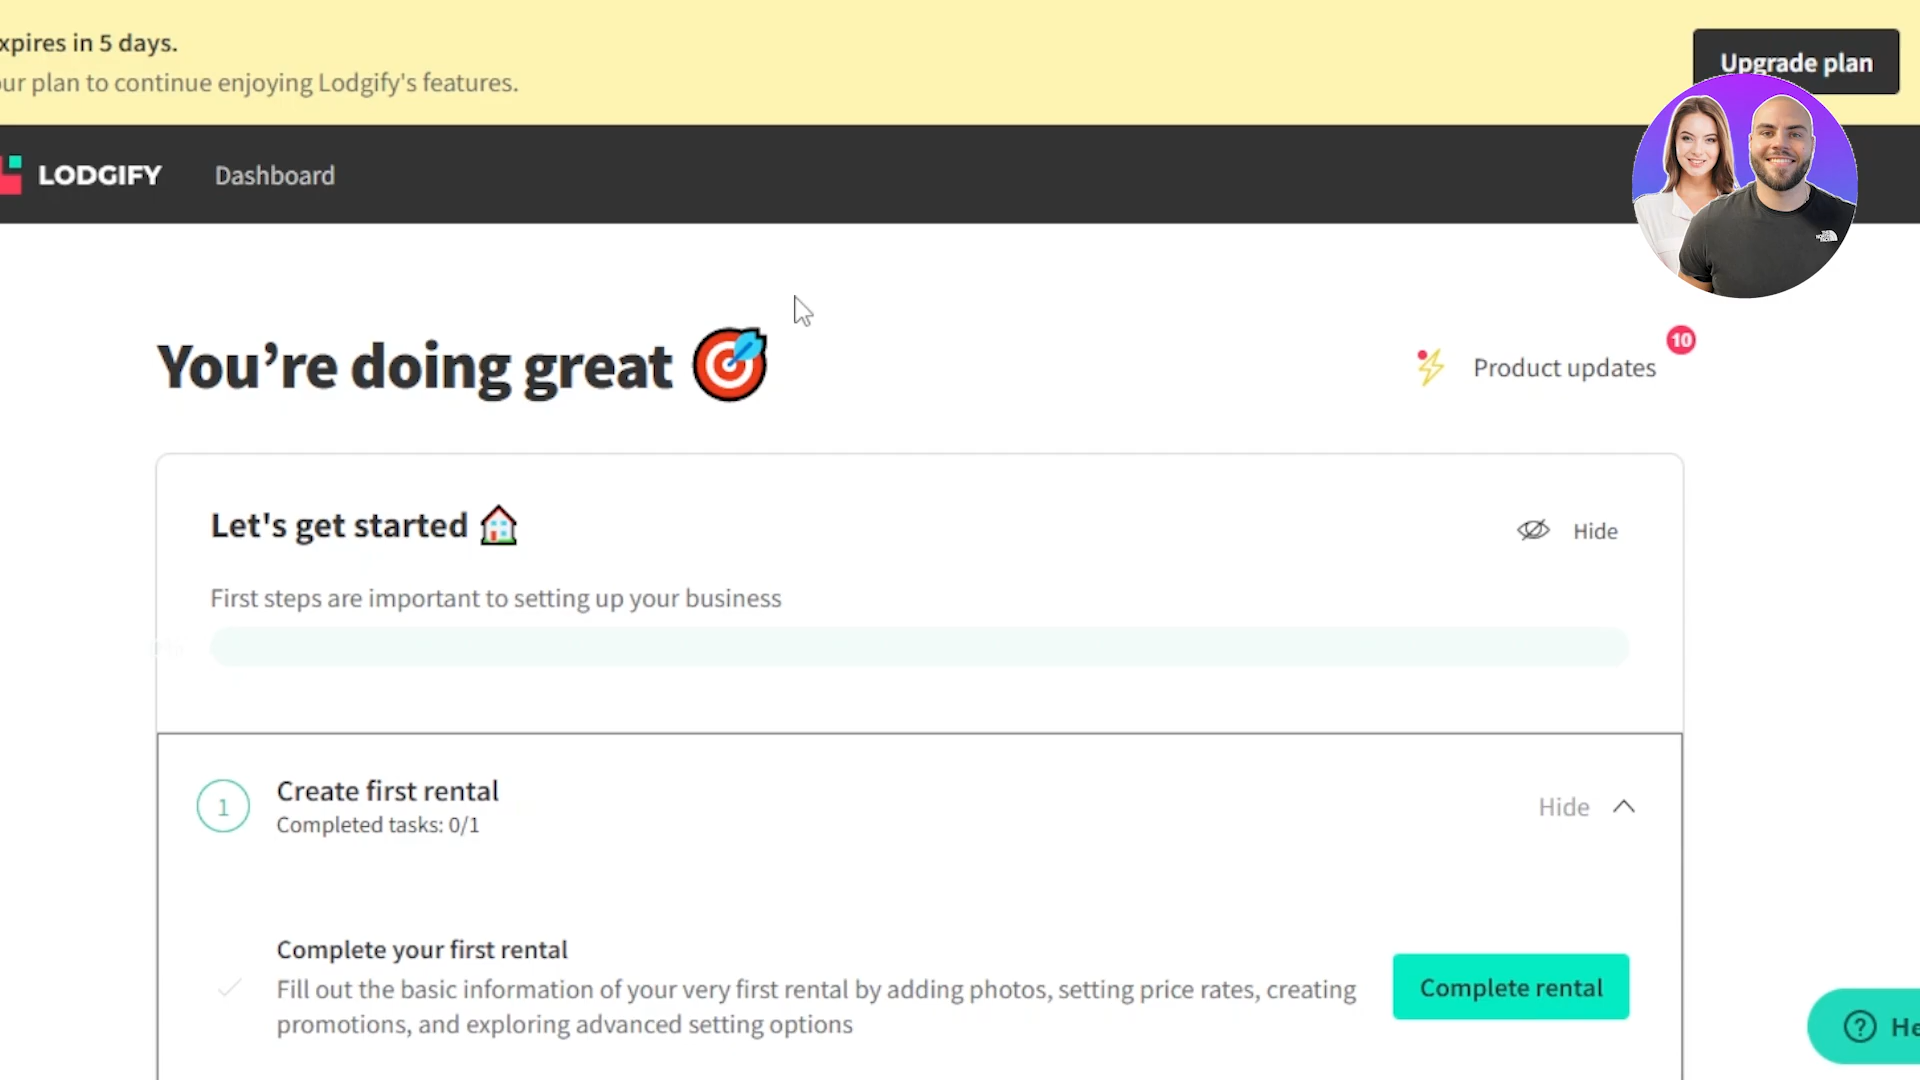 xpires in 5 days.
our plan to continue enjoying Lodgify's features.
Upgrade plan
LODGIFY
Dashboard
You’re doing great
Product updates
10
Let's get started
Hide
First steps are important to setting up your business
1
Create first rental
Completed tasks: 0/1
Hide
Complete your first rental
Fill out the basic information of your very first rental by adding photos, setting price rates, creating
promotions, and exploring advanced setting options
Complete rental
He